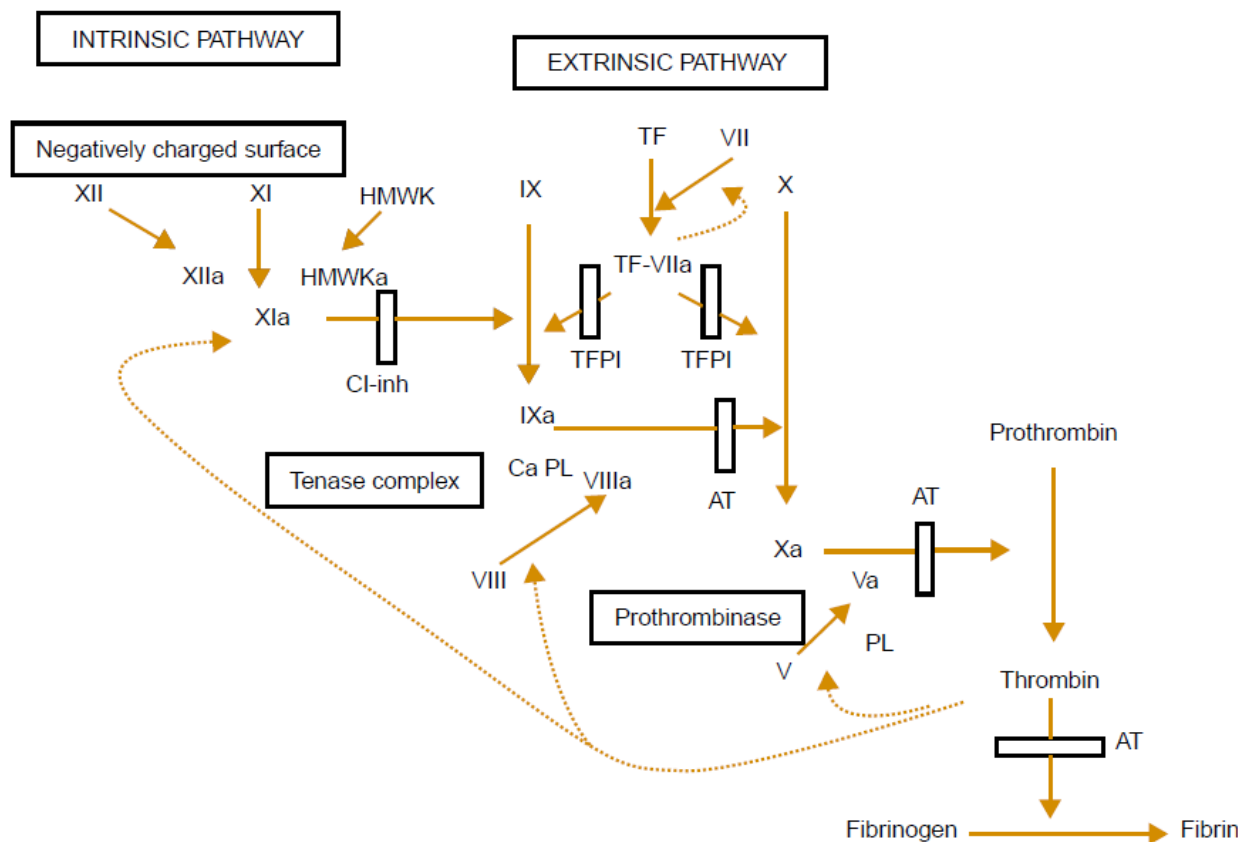 INTRINSIC PATHWAY
EXTRINSIC PATHWAY
TF
VII
Negatively charged surface
XII
XI
HMWK
IX
X
XIIa
HMWKa
TF-VIIa
XIa
TFPI
TFPI
CI-inh
IXa
Prothrombin
Ca PL
VIIIa
Tenase complex
AT
AT
Xa
VIII
Va
Prothrombinase
PL
V
Thrombin
AT
Fibrinogen
Fibrin